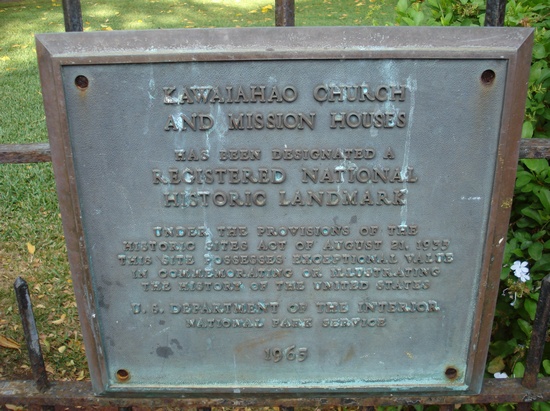 KAWAIAHAO CHURCH
AND MISSION HOUSES
HAS BEEN DESIGNATED A
REGISTERED NATIONAL
HISTORIC LANDMARK
UNDER THE PROVISIONS OF THE
HISTORIC SITES ACT OF AUGUST 21, 1935
THIS SITE POSSESSES EXCEPTIONAL VALUE
IN COMMEMORATING OR ILLUSTRATING
THE HISTORY OF THE UNITED STATES
U.S. DEPARTMENT OF THE INTERIOR
NATIONAL PARK SERVICE
1965